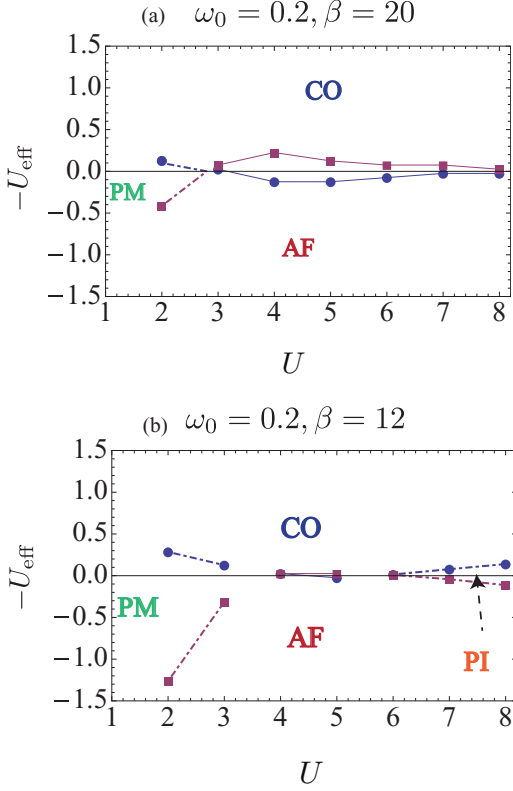 (a) ω₀ = 0.2, β = 20
1.5
1.0
0.5
0.0
−0.5
−1.0
−1.5
−U_eff
CO
PM
AF
1 2 3 4 5 6 7 8
U
(b) ω₀ = 0.2, β = 12
1.5
1.0
0.5
0.0
−0.5
−1.0
−1.5
−U_eff
CO
PM
AF
PI
1 2 3 4 5 6 7 8
U